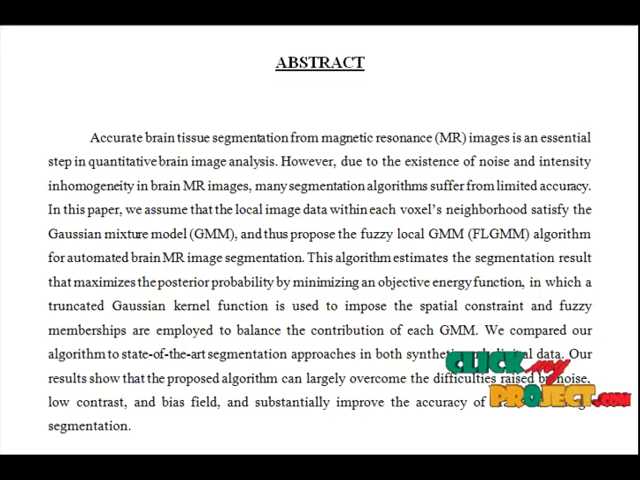 ABSTRACT
Accurate brain tissue segmentation from magnetic resonance (MR) images is an essential
step in quantitative brain image analysis. However, due to the existence of noise and intensity
inhomogeneity in brain MR images, many segmentation algorithms suffer from limited accuracy.
In this paper, we assume that the local image data within each voxel's neighborhood satisfy the
Gaussian mixture model (GMM), and thus propose the fuzzy local GMM (FLGMM) algorithm
for automated brain MR image segmentation. This algorithm estimates the segmentation result
that maximizes the posterior probability by minimizing an objective energy function, in which a
truncated Gaussian kernel function is used to impose the spatial constraint and fuzzy
memberships are employed to balance the contribution of each GMM. We compared our
algorithm to state-of-the-art segmentation approaches in both synthetic and clinical data. Our
results show that the proposed algorithm can largely overcome the difficulties raised by noise,
low contrast, and bias field, and substantially improve the accuracy of
segmentation.
CLICK my
PROJECT.COM